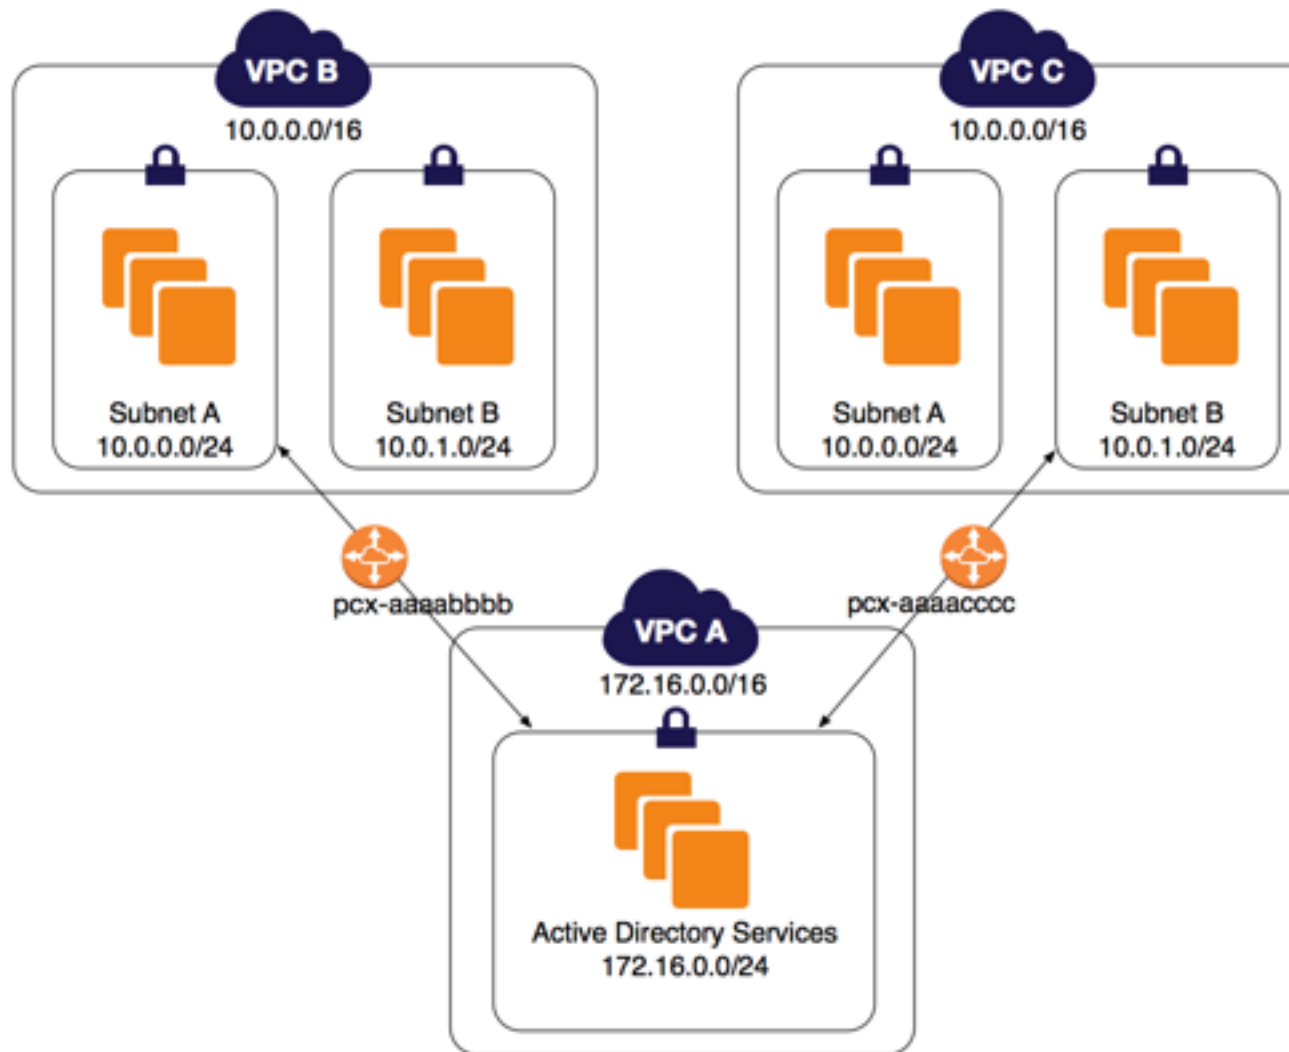 VPC B
10.0.0.0/16
Subnet A
10.0.0.0/24
Subnet B
10.0.1.0/24
VPC C
10.0.0.0/16
Subnet A
10.0.0.0/24
Subnet B
10.0.1.0/24
pcx-aaaabbbb
pcx-aaaacccc
VPC A
172.16.0.0/16
Active Directory Services
172.16.0.0/24